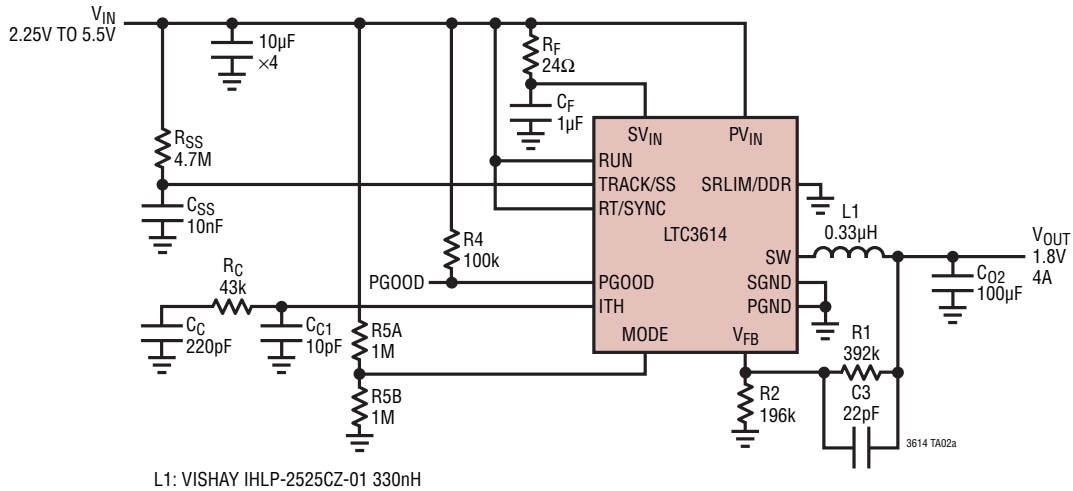 VIN
2.25V TO 5.5V
10µF
×4
RF
24Ω
CF
1µF
RSS
4.7M
CSS
10nF
SVIN
PVIN
RUN
TRACK/SS
SRLIM/DDR
RT/SYNC
LTC3614
L1
0.33µH
SW
VOUT
1.8V
4A
R4
100k
PGOOD
PGOOD
SGND
CO2
100µF
RC
43k
ITH
PGND
CC
220pF
CC1
10pF
R5A
1M
MODE
VFB
R1
392k
R5B
1M
R2
196k
C3
22pF
3614 TA02a
L1: VISHAY IHLP-2525CZ-01 330nH